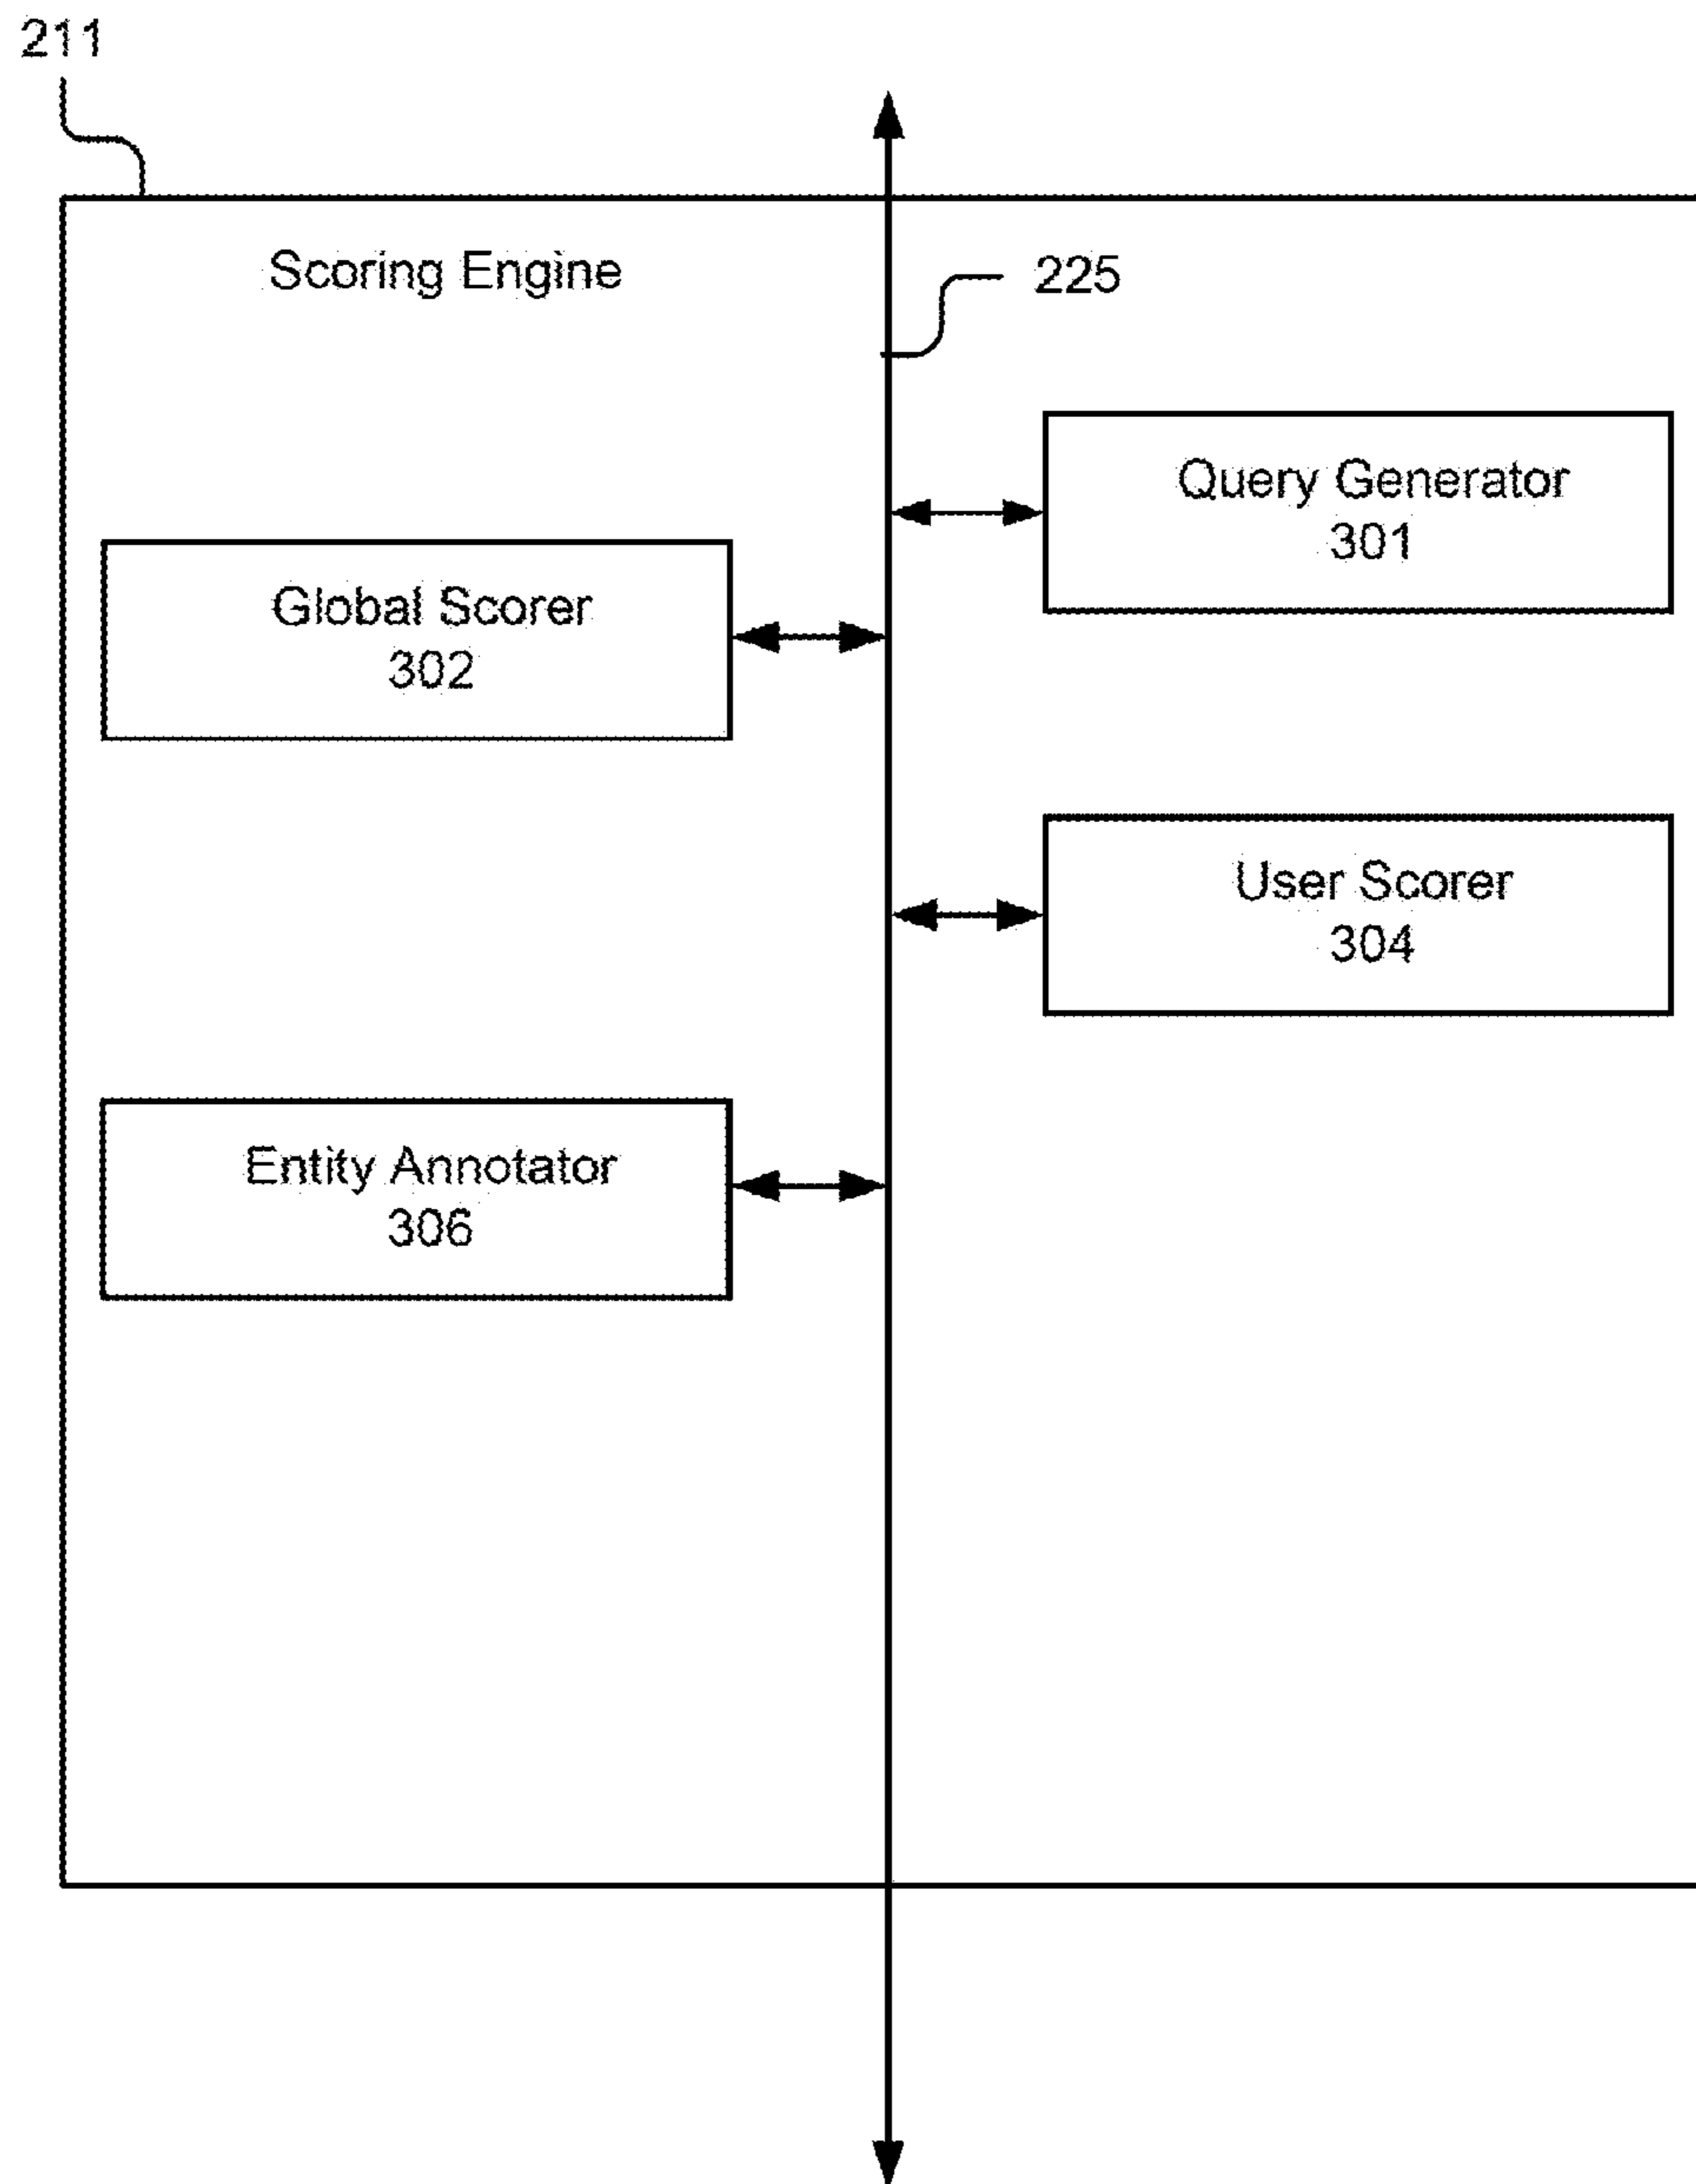 211
Scoring Engine
225
Query Generator
301
Global Scorer
302
User Scorer
304
Entity Annotator
306